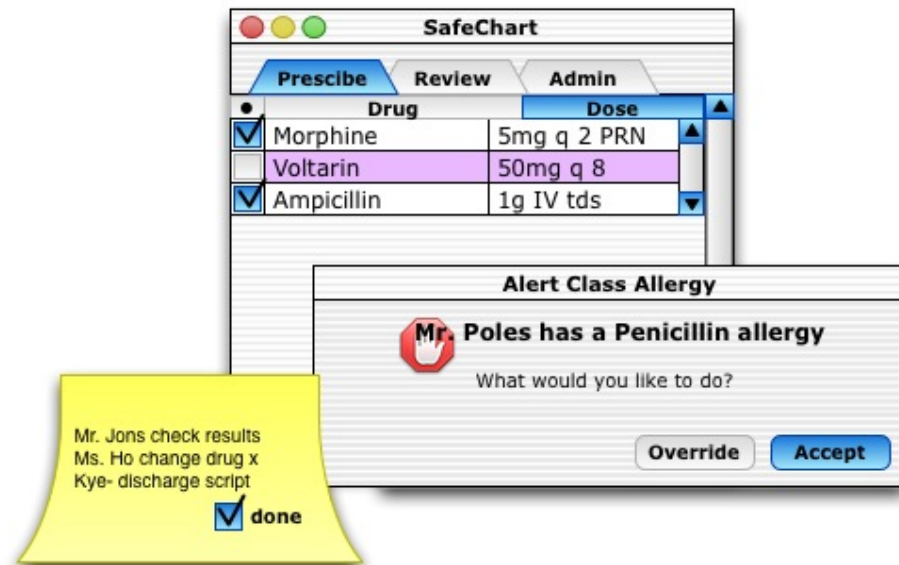 SafeChart
Prescibe Review Admin
Drug Dose
Morphine 5mg q 2 PRN
Voltarin 50mg q 8
Ampicillin 1g IV tds
Alert Class Allergy
Mr. Poles has a Penicillin allergy
What would you like to do?
Override Accept
Mr. Jons check results
Ms. Ho change drug x
Kye- discharge script
done